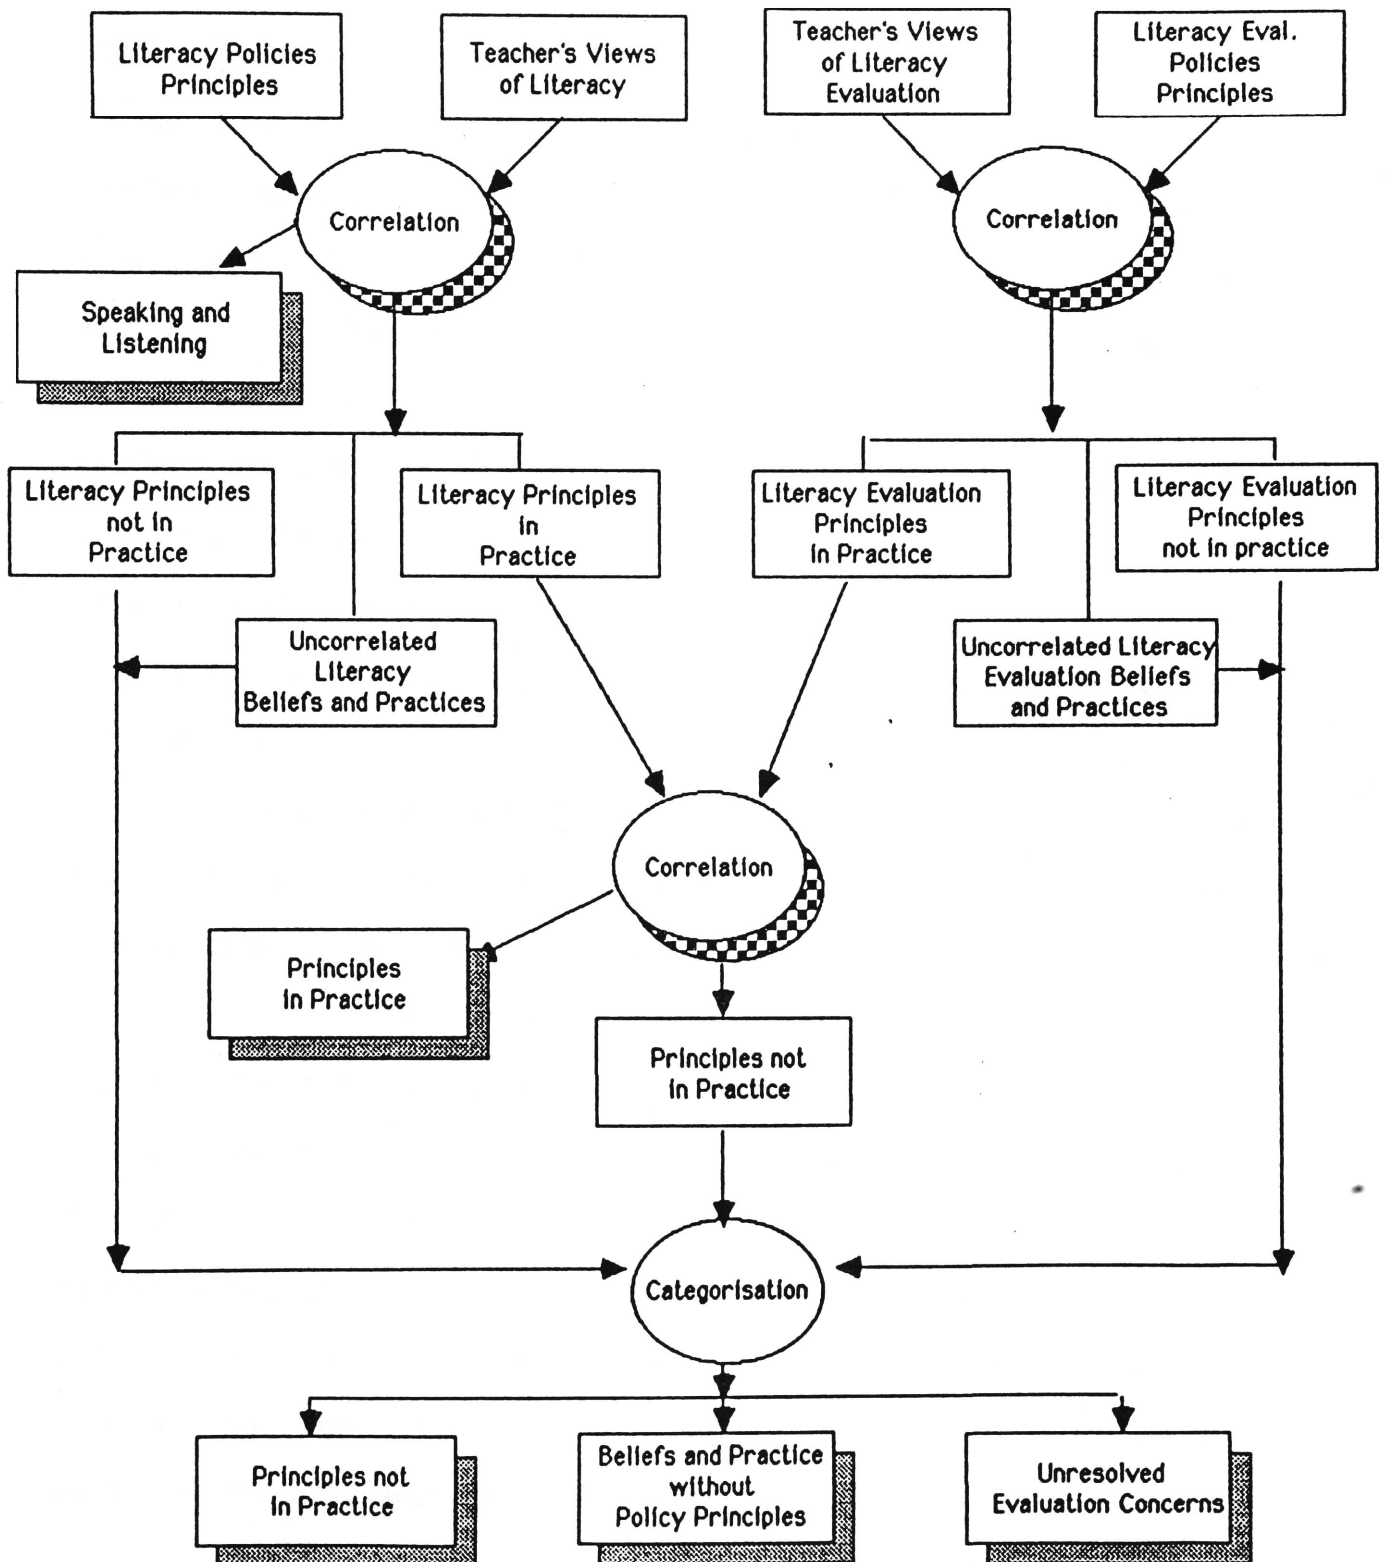 Literacy Policies
Principles
Teacher's Views
of Literacy
Teacher's Views
of Literacy
Evaluation
Literacy Eval.
Policies
Principles
Correlation
Correlation
Speaking and
Listening
Literacy Principles
not in
Practice
Literacy Principles
in
Practice
Literacy Evaluation
Principles
in Practice
Literacy Evaluation
Principles
not in practice
Uncorrelated
Literacy
Beliefs and Practices
Uncorrelated Literacy
Evaluation Beliefs
and Practices
Correlation
Principles
in Practice
Principles not
in Practice
Categorisation
Principles not
in Practice
Beliefs and Practice
without
Policy Principles
Unresolved
Evaluation Concerns